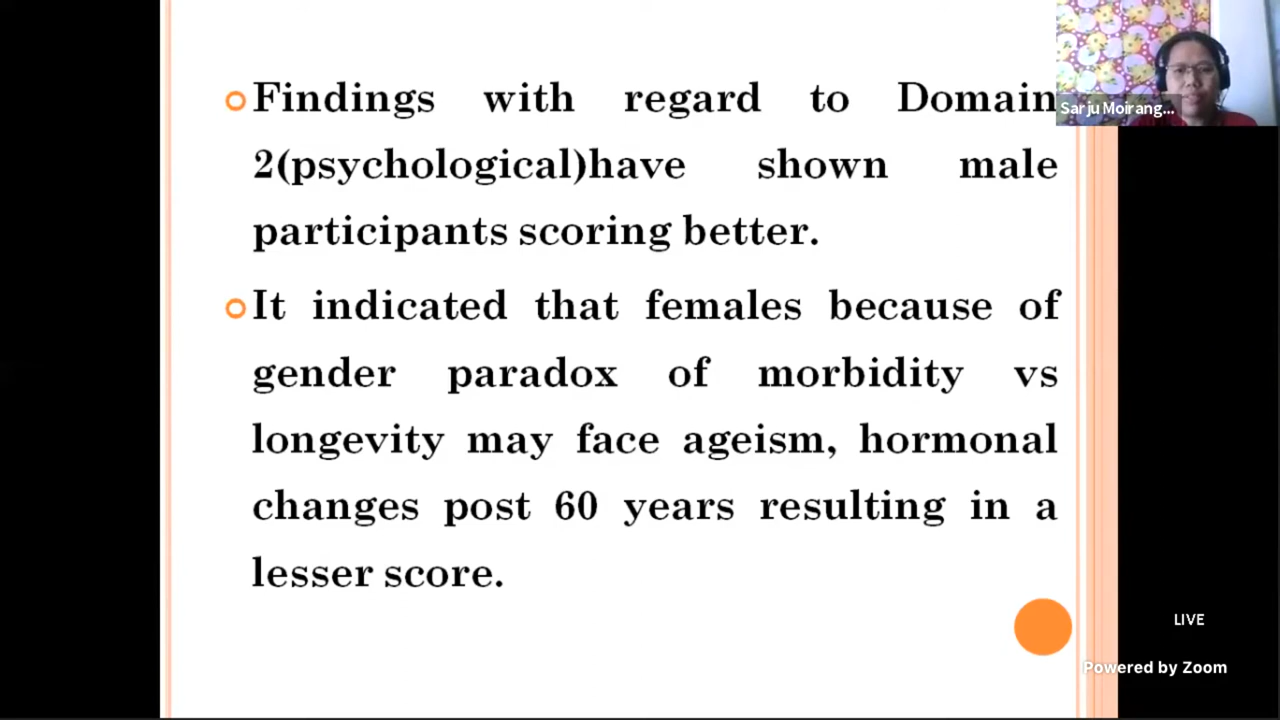 Findings with regard to Domain
2(psychological)have shown male
participants scoring better.
It indicated that females because of
gender paradox of morbidity vs
longevity may face ageism, hormonal
changes post 60 years resulting in a
lesser score.
Sarju Moirang...
LIVE
Powered by Zoom